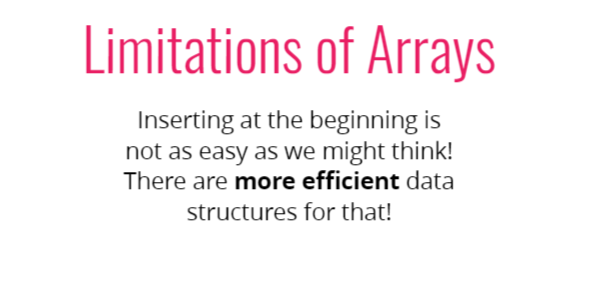 Limitations of Arrays
Inserting at the beginning is
not as easy as we might think!
There are more efficient data
structures for that!